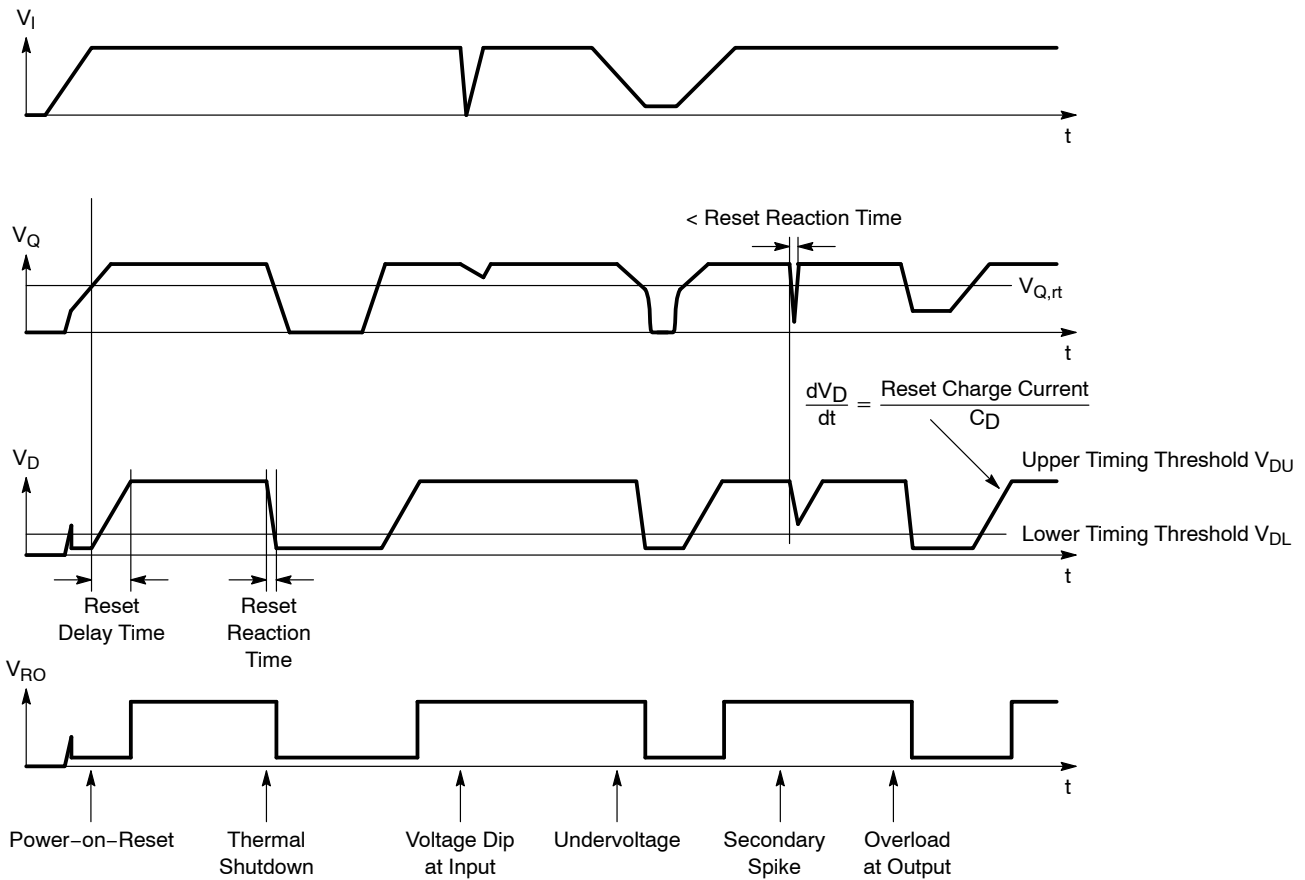 V_I
t
V_Q
< Reset Reaction Time
V_Q,rt
t
dV_D
dt
=
Reset Charge Current
C_D
V_D
Upper Timing Threshold V_DU
Lower Timing Threshold V_DL
t
Reset
Delay Time
Reset
Reaction
Time
V_RO
t
Power−on−Reset
Thermal
Shutdown
Voltage Dip
at Input
Undervoltage
Secondary
Spike
Overload
at Output